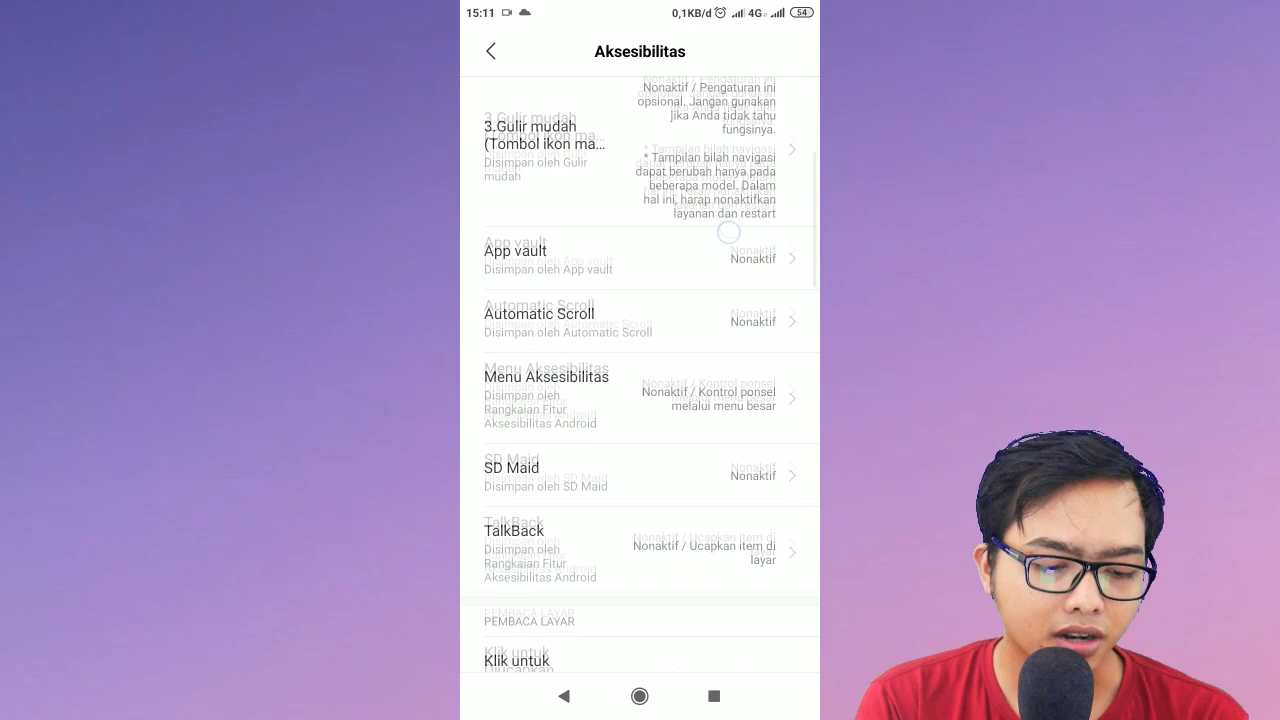 15:11
0,1KB/d
4G
54
Aksesibilitas
3.Gulir mudah
(Tombol ikon ma...
Disimpan oleh Gulir
mudah
Nonaktif / Pengaturan ini
opsional. Jangan gunakan
jika Anda tidak tahu
fungsinya.
* Tampilan bilah navigasi
dapat berubah hanya pada
beberapa model. Dalam
hal ini, harap nonaktifkan
layanan dan restart
App vault
Disimpan oleh App vault
Nonaktif
Automatic Scroll
Disimpan oleh Automatic Scroll
Nonaktif
Menu Aksesibilitas
Disimpan oleh
Rangkaian Fitur
Aksesibilitas Android
Nonaktif / Kontrol ponsel
melalui menu besar
SD Maid
Disimpan oleh SD Maid
Nonaktif
TalkBack
Disimpan oleh
Rangkaian Fitur
Aksesibilitas Android
Nonaktif / Ucapkan item di
layar
PEMBACA LAYAR
Klik untuk